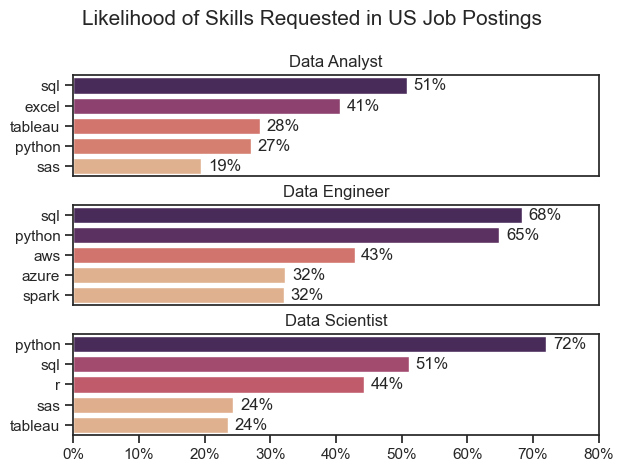 Likelihood of Skills Requested in US Job Postings
Data Analyst
sql 51%
excel 41%
tableau 28%
python 27%
sas 19%
Data Engineer
sql 68%
python 65%
aws 43%
azure 32%
spark 32%
Data Scientist
python 72%
sql 51%
r 44%
sas 24%
tableau 24%
0% 10% 20% 30% 40% 50% 60% 70% 80%